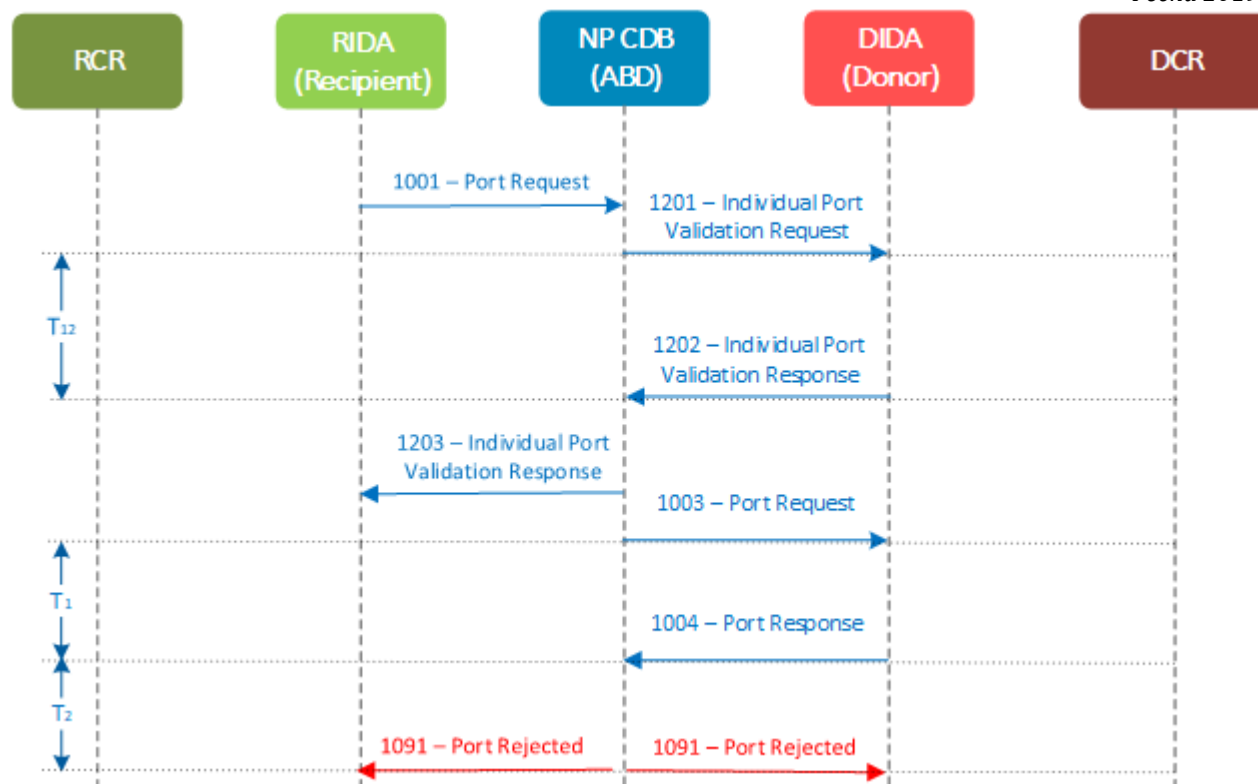 RCR
RIDA
(Recipient)
NP CDB
(ABD)
DIDA
(Donor)
DCR
1001 – Port Request
1201 – Individual Port
Validation Request
T12
1202 – Individual Port
Validation Response
1203 – Individual Port
Validation Response
1003 – Port Request
T1
1004 – Port Response
T2
1091 – Port Rejected
1091 – Port Rejected